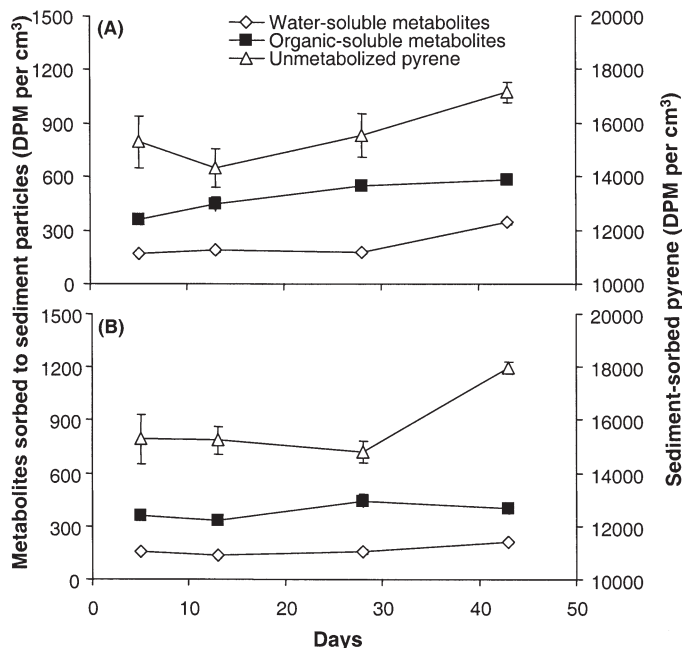 (A)
Water-soluble metabolites
Organic-soluble metabolites
Unmetabolized pyrene
1500
1200
900
600
300
0
20000
18000
16000
14000
12000
10000
(B)
1500
1200
900
600
300
0
20000
18000
16000
14000
12000
10000
0 10 20 30 40 50
Days
Metabolites sorbed to sediment particles (DPM per cm³)
Sediment-sorbed pyrene (DPM per cm³)